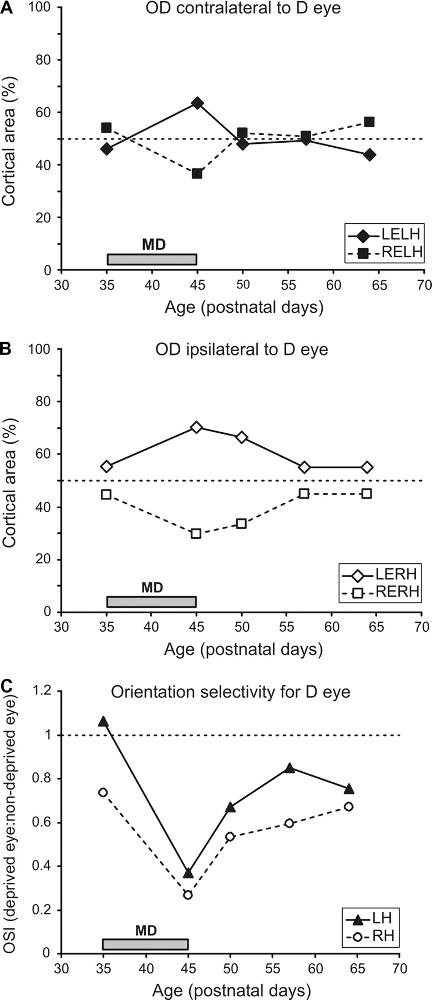 A
OD contralateral to D eye
100
80
60
40
20
0
Cortical area (%)
MD
LELH
RELH
30 35 40 45 50 55 60 65 70
Age (postnatal days)
B
OD ipsilateral to D eye
100
80
60
40
20
0
Cortical area (%)
MD
LERH
RERH
30 35 40 45 50 55 60 65 70
Age (postnatal days)
C
Orientation selectivity for D eye
1.2
1
0.8
0.6
0.4
0.2
0
OSI (deprived eye:non-deprived eye)
MD
LH
RH
30 35 40 45 50 55 60 65 70
Age (postnatal days)